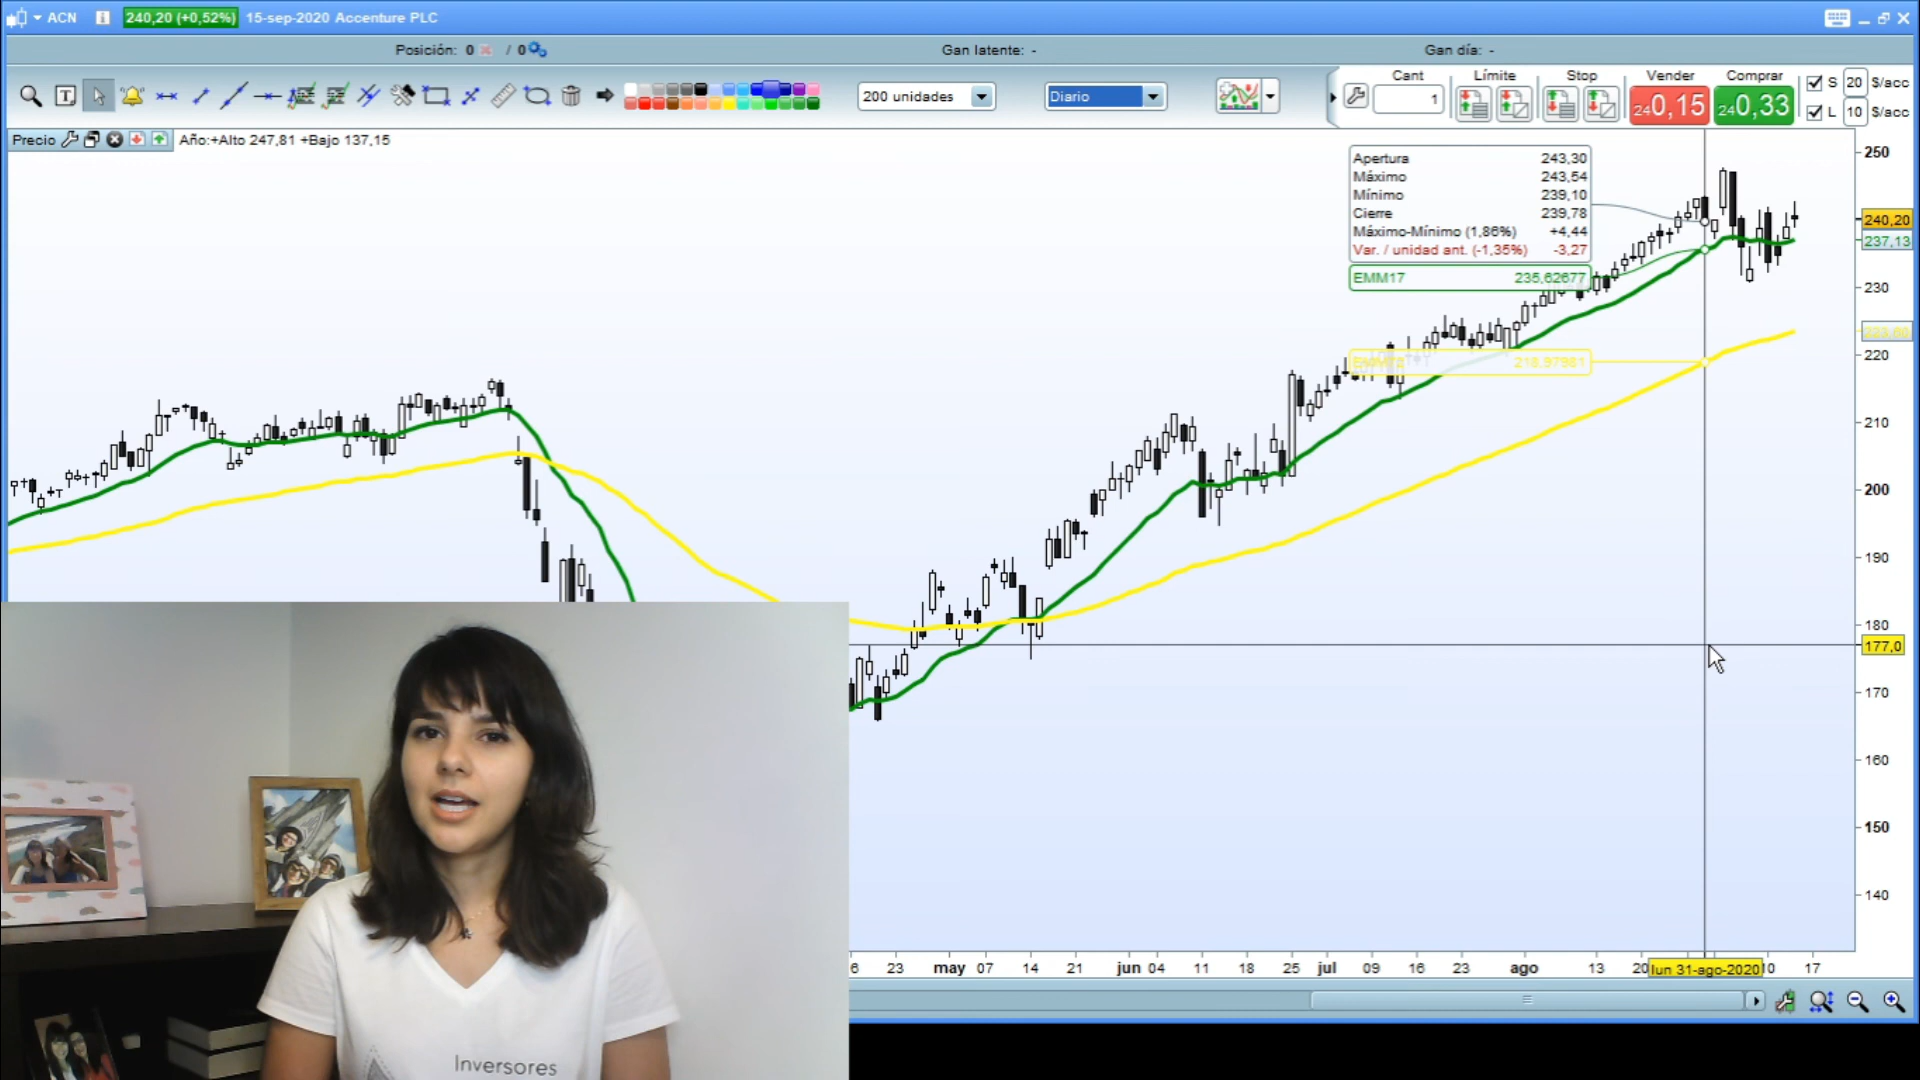 ACN 240,20 (+0,52%) 15-sep-2020 Accenture PLC
Posición: 0 / 0 Gan latente: - Gan día: -
200 unidades Diario
Cant Límite Stop Vender Comprar
1 240,15 240,33
S 20 $/acc
L 10 $/acc
Precio Año:+Alto 247,81 +Bajo 137,15
Apertura 243,30
Máximo 243,54
Mínimo 239,10
Cierre 239,78
Máximo-Mínimo (1,86%) +4,44
Var. / unidad ant. (-1,35%) -3,27
EMM17 235,62677
218,97981
250
240,20
237,13
230
220
210
200
190
180
177,0
170
160
150
140
6 23 may 07 14 21 jun 04 11 18 25 jul 09 16 23 ago 13 20 lun 31-ago-2020 10 17
Inversores